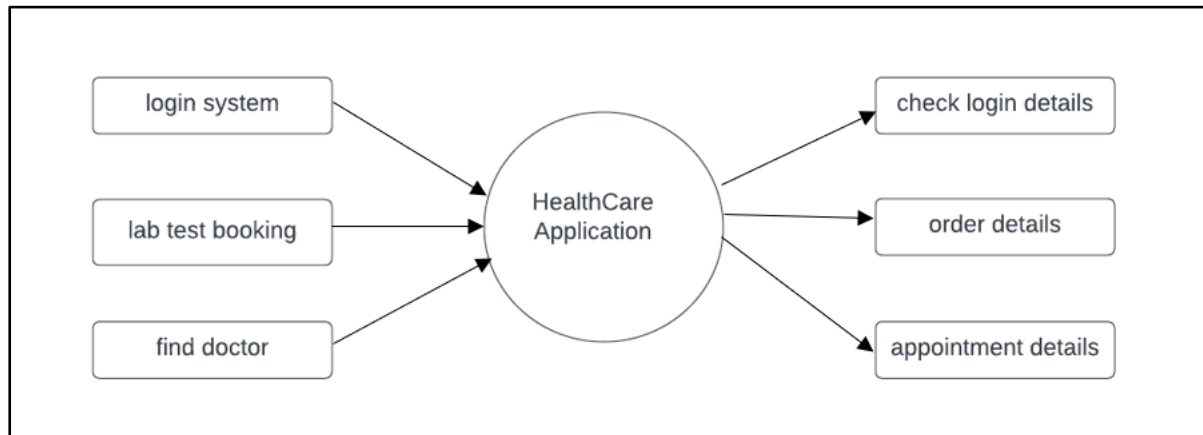 login system
lab test booking
find doctor
HealthCare
Application
check login details
order details
appointment details